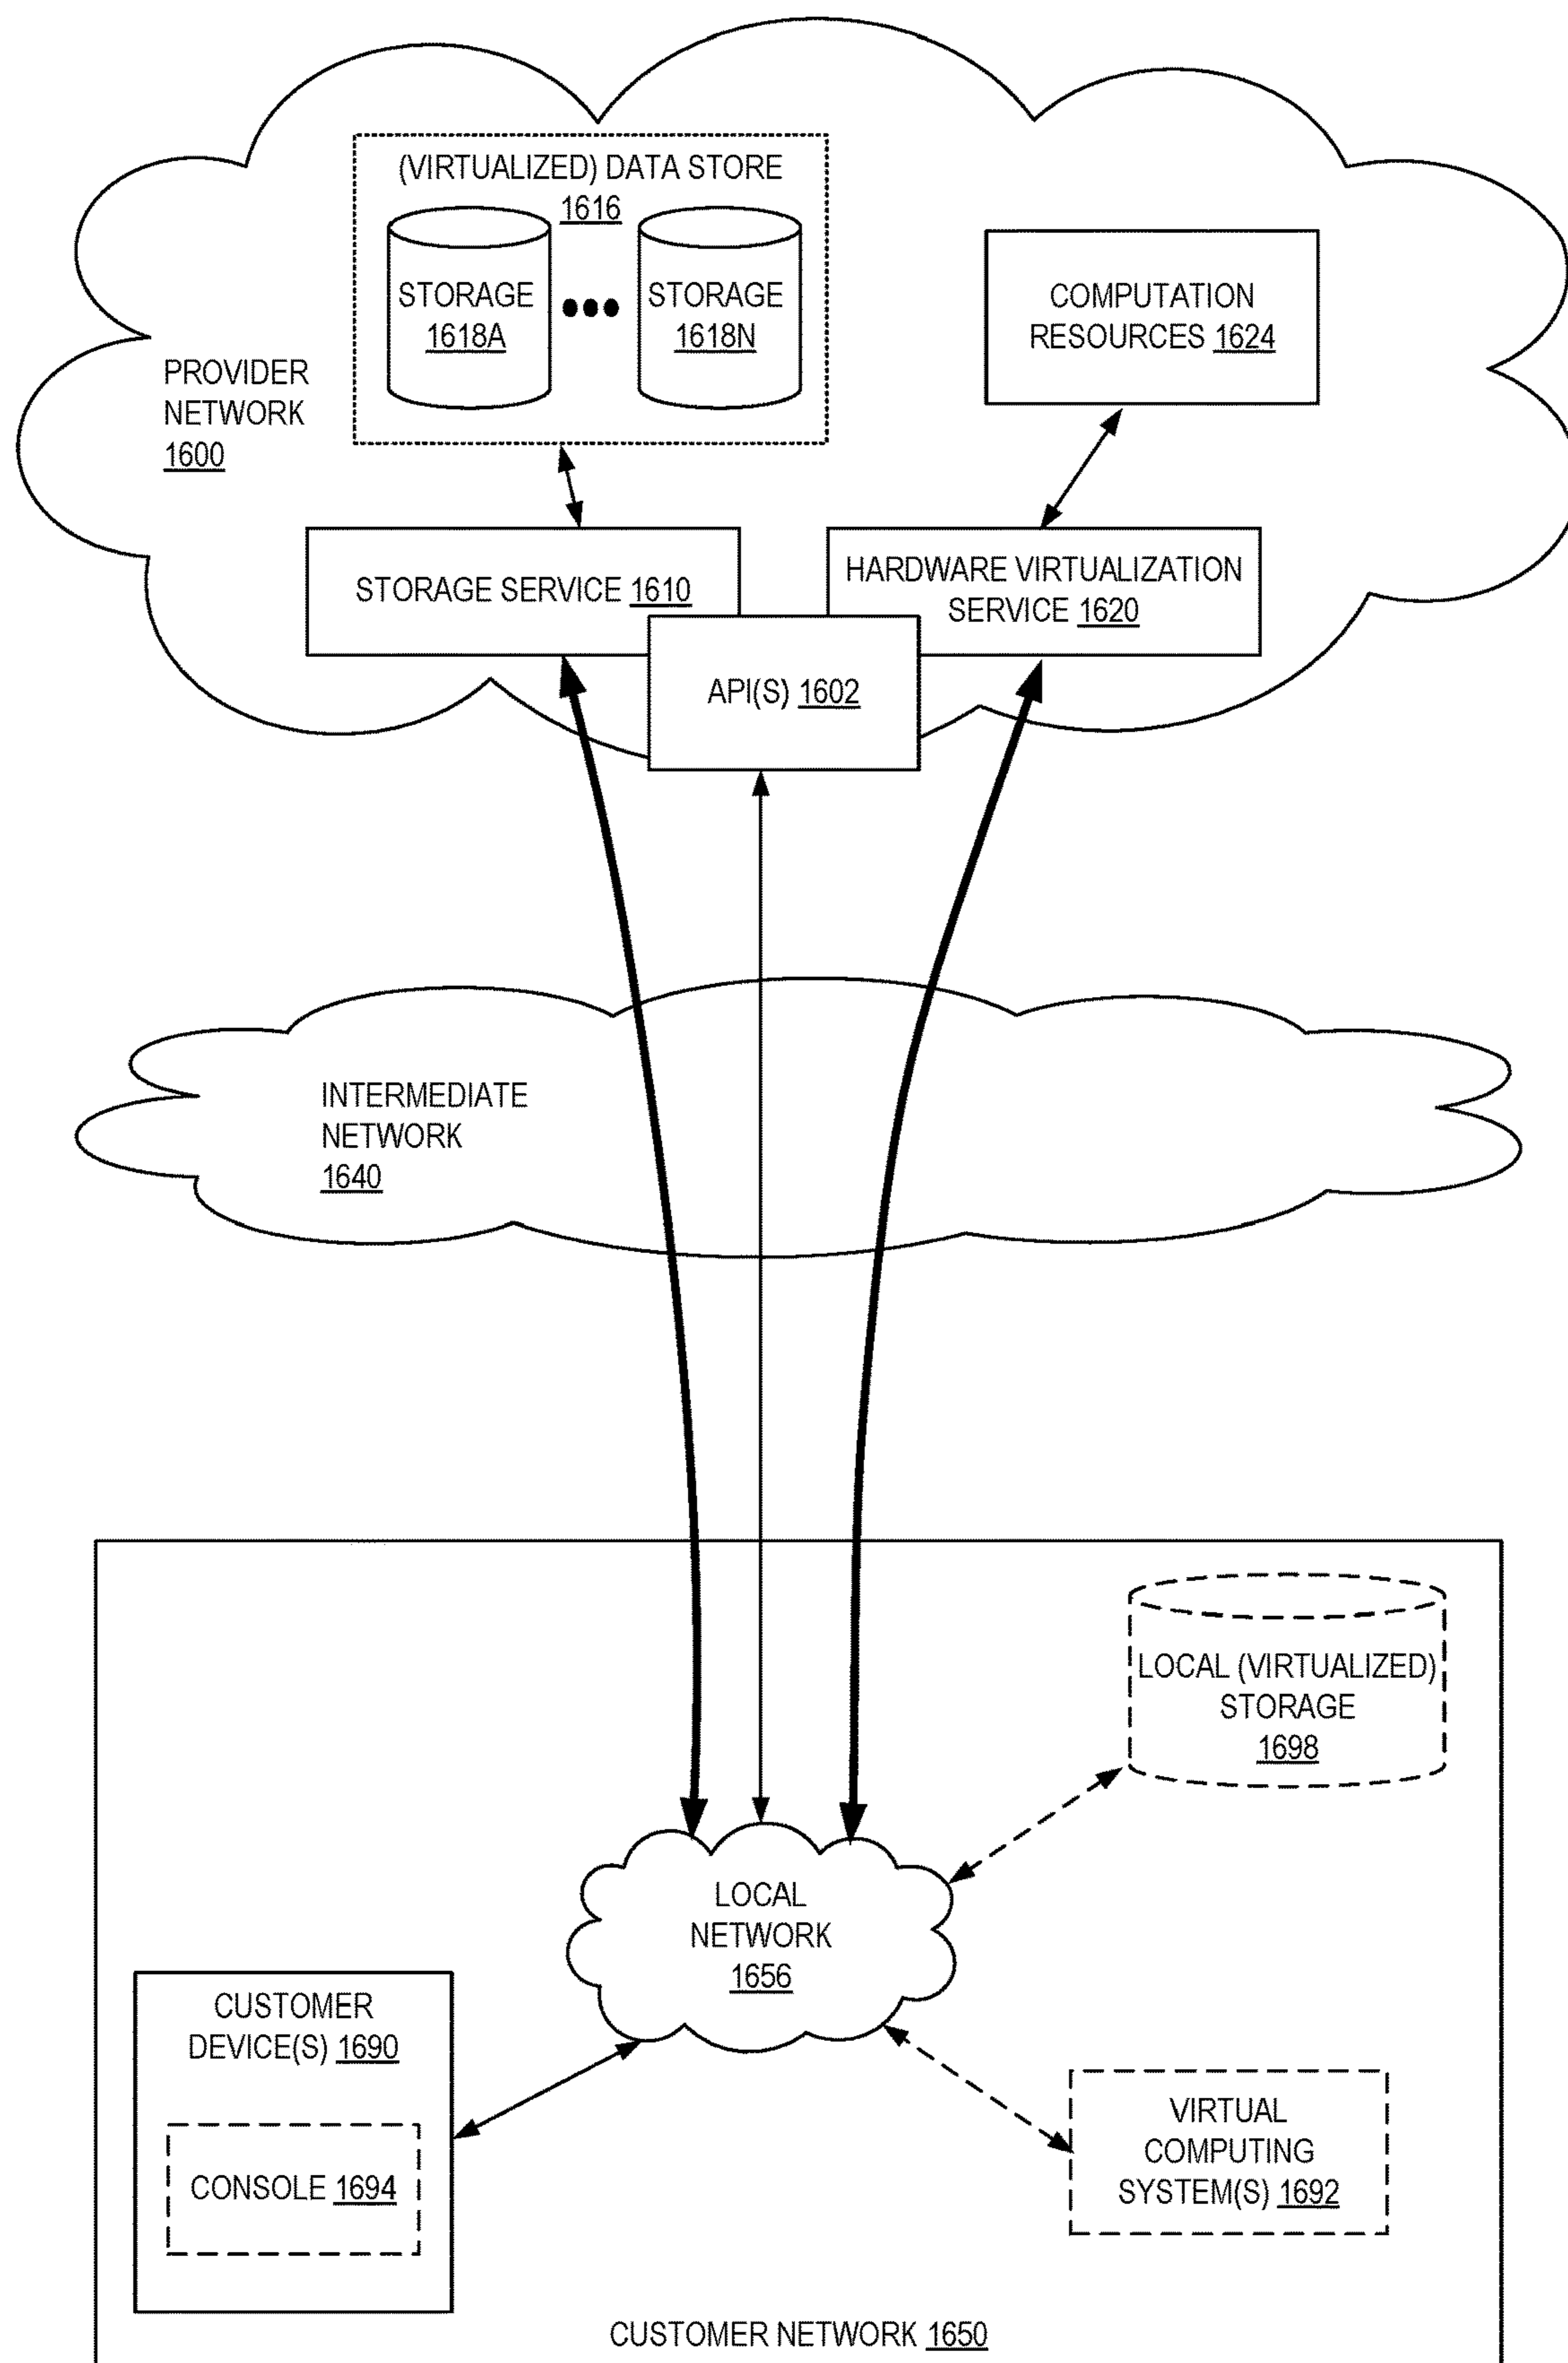 (VIRTUALIZED) DATA STORE
1616
STORAGE
1618A
STORAGE
1618N
COMPUTATION
RESOURCES 1624
PROVIDER
NETWORK
1600
STORAGE SERVICE 1610
HARDWARE VIRTUALIZATION
SERVICE 1620
API(S) 1602
INTERMEDIATE
NETWORK
1640
LOCAL (VIRTUALIZED)
STORAGE
1698
LOCAL
NETWORK
1656
CUSTOMER
DEVICE(S) 1690
CONSOLE 1694
VIRTUAL
COMPUTING
SYSTEM(S) 1692
CUSTOMER NETWORK 1650